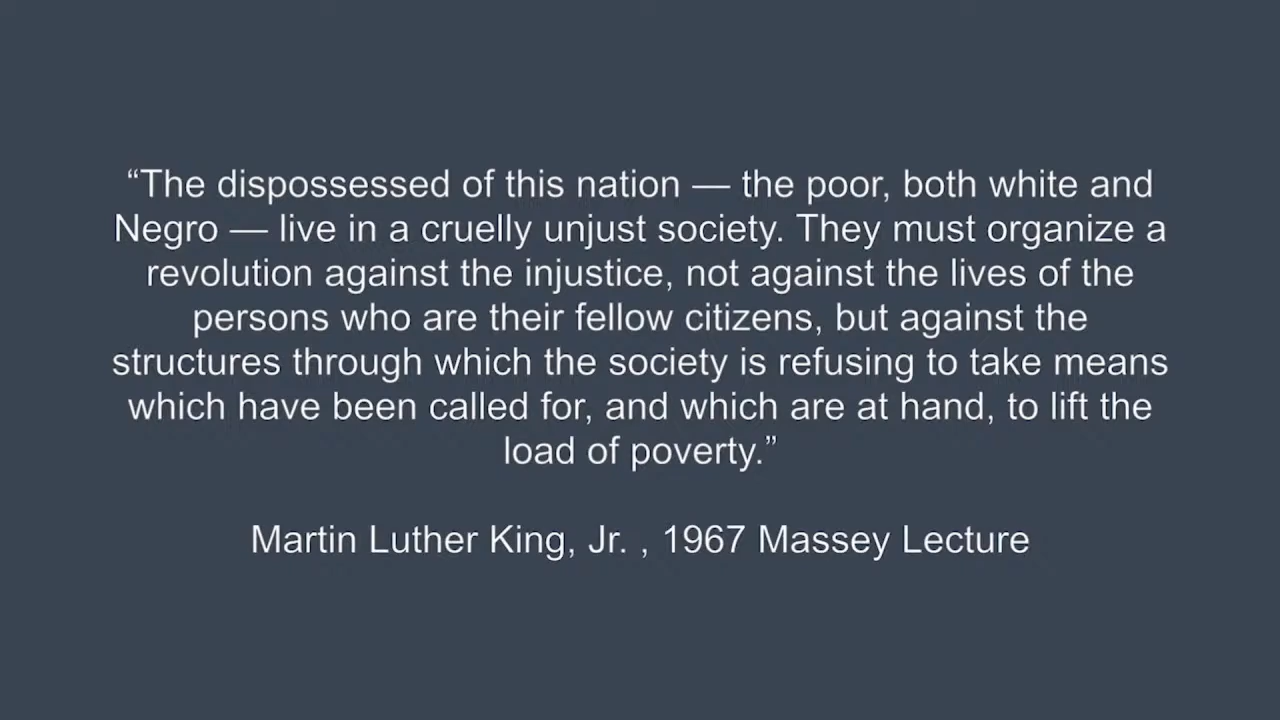 “The dispossessed of this nation — the poor, both white and
Negro — live in a cruelly unjust society. They must organize a
revolution against the injustice, not against the lives of the
persons who are their fellow citizens, but against the
structures through which the society is refusing to take means
which have been called for, and which are at hand, to lift the
load of poverty.”
Martin Luther King, Jr. , 1967 Massey Lecture